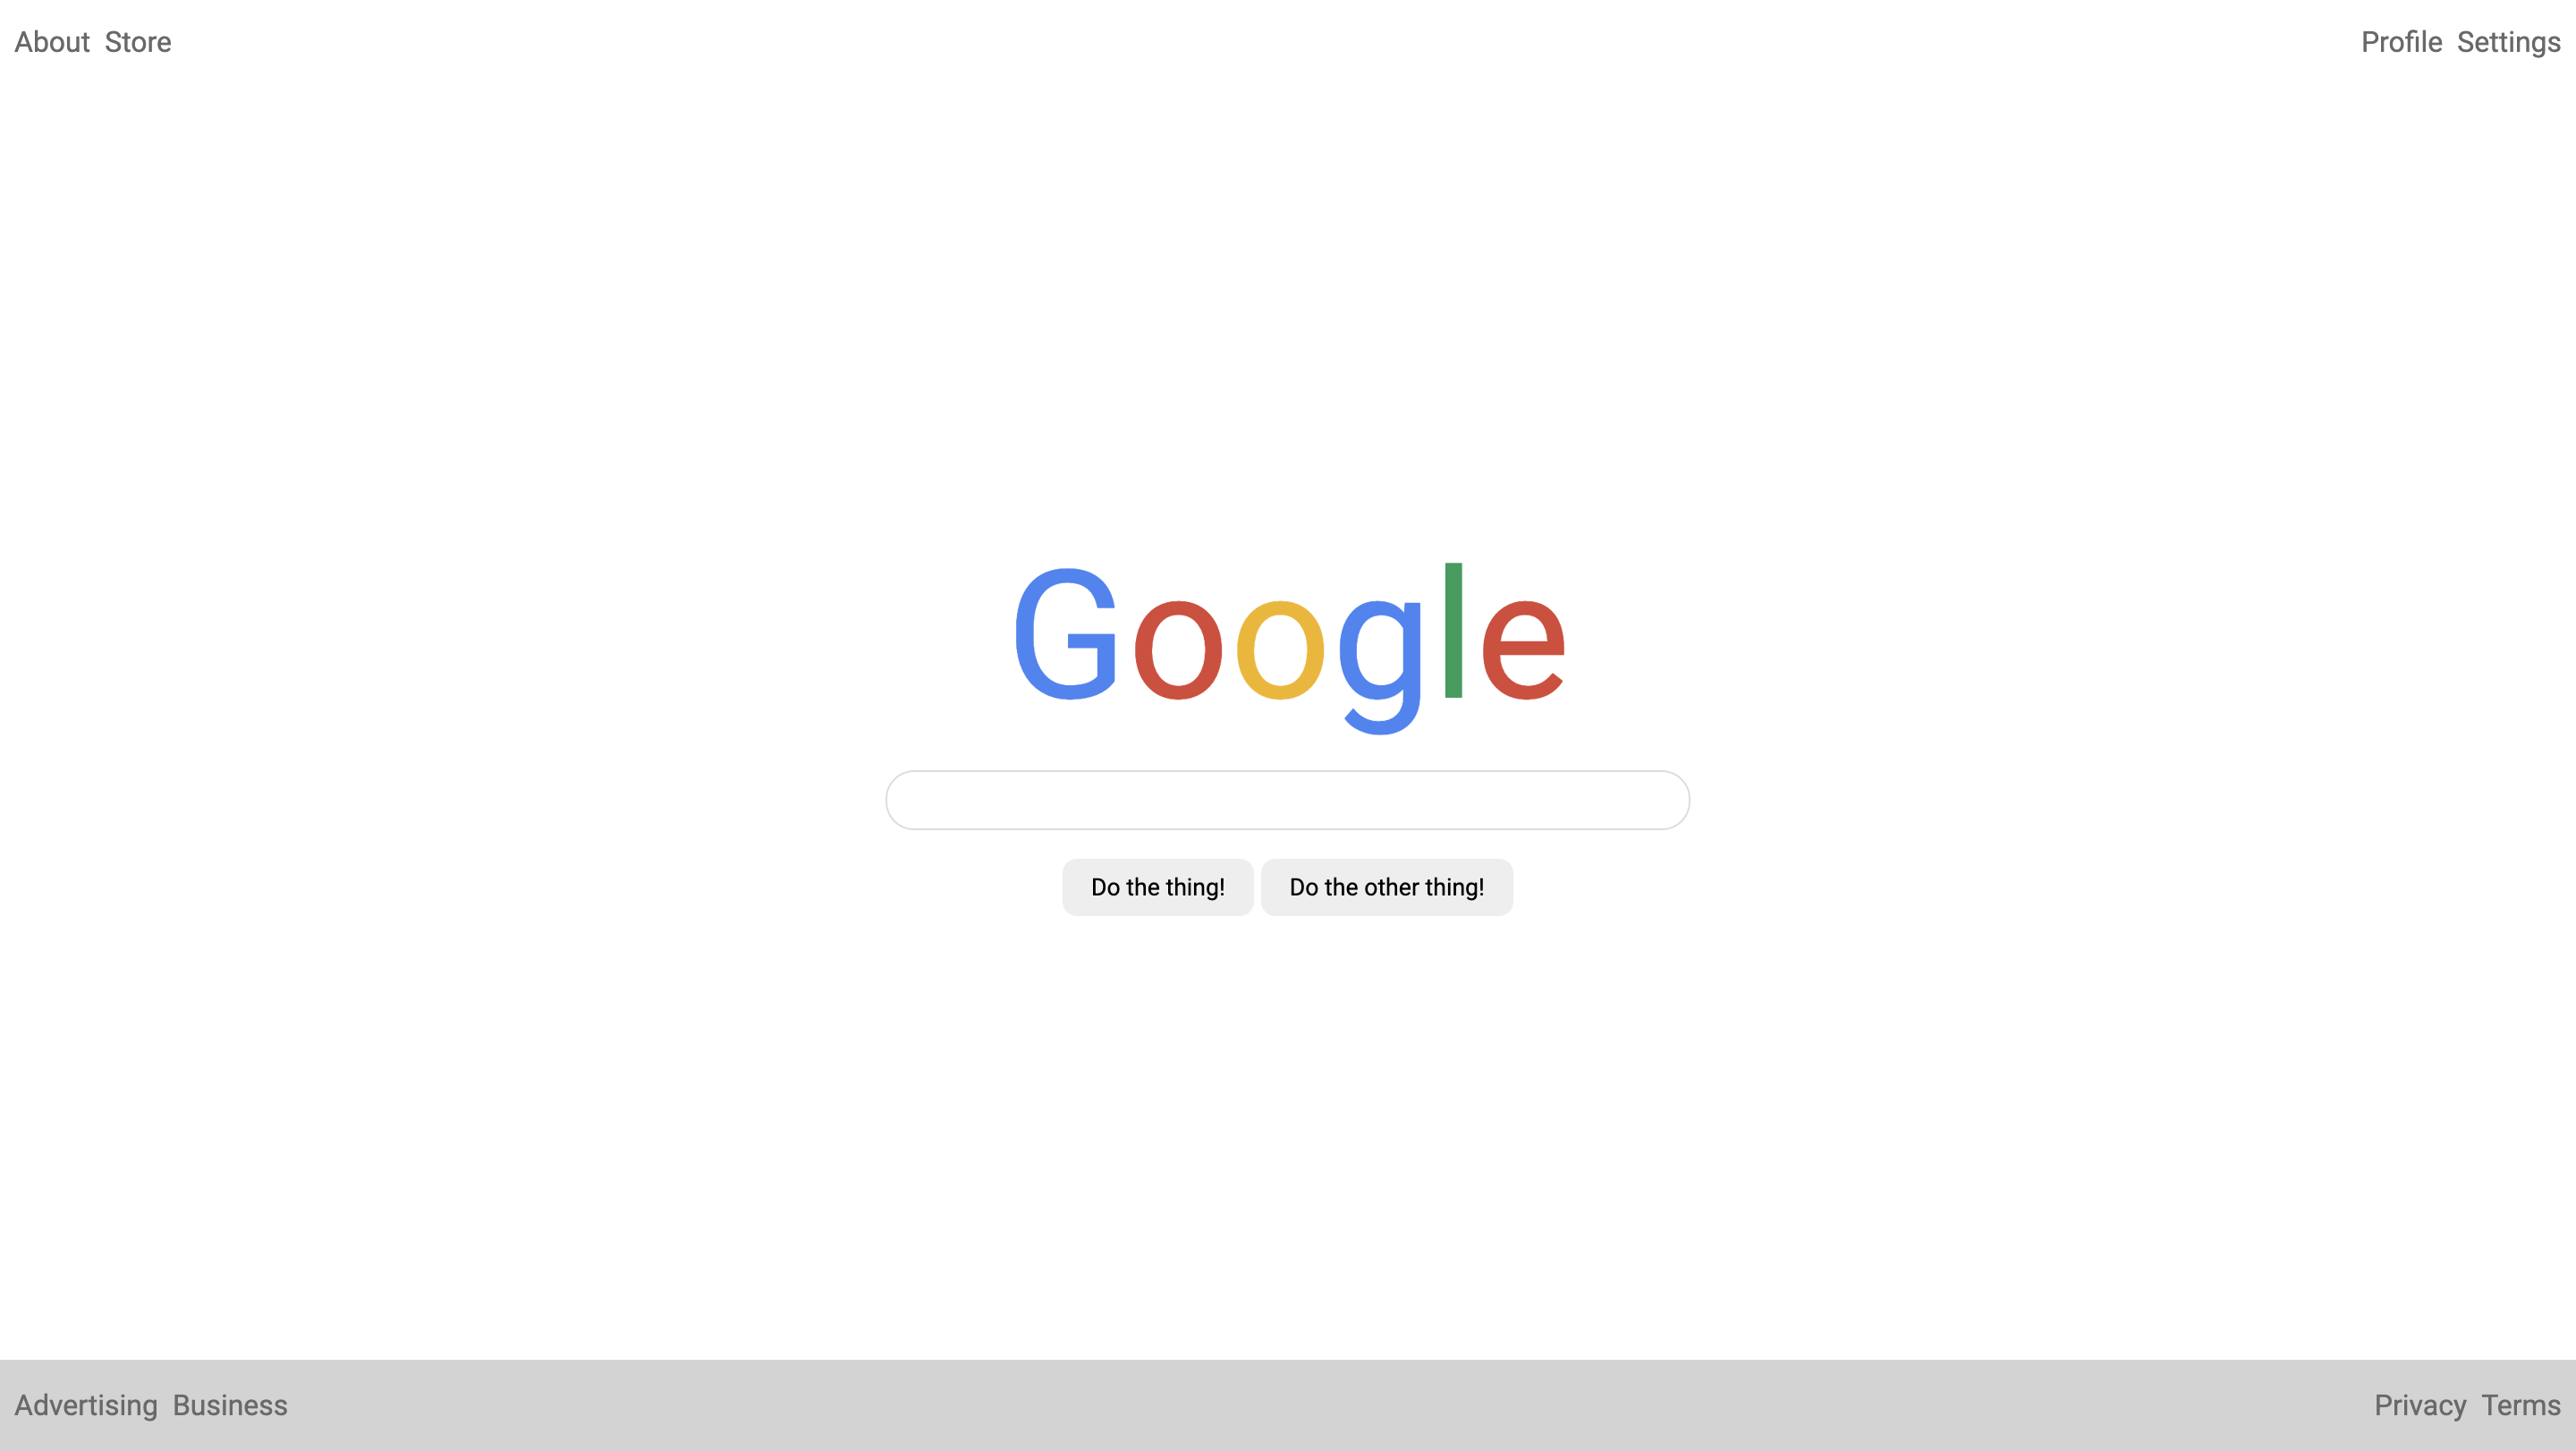 About Store Profile Settings
Google
Do the thing! Do the other thing!
Advertising Business Privacy Terms